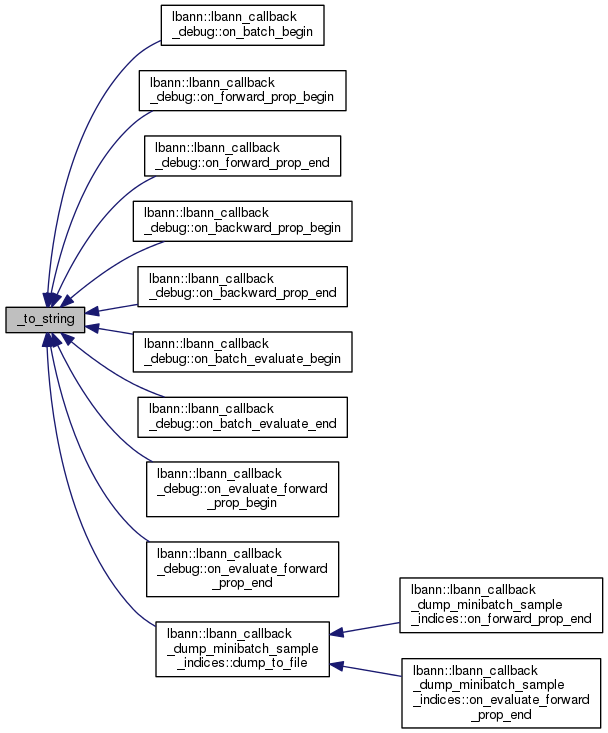 lbann::lbann_callback
_debug::on_batch_begin
lbann::lbann_callback
_debug::on_forward_prop_begin
lbann::lbann_callback
_debug::on_forward_prop_end
lbann::lbann_callback
_debug::on_backward_prop_begin
lbann::lbann_callback
_debug::on_backward_prop_end
_to_string
lbann::lbann_callback
_debug::on_batch_evaluate_begin
lbann::lbann_callback
_debug::on_batch_evaluate_end
lbann::lbann_callback
_debug::on_evaluate_forward
_prop_begin
lbann::lbann_callback
_debug::on_evaluate_forward
_prop_end
lbann::lbann_callback
_dump_minibatch_sample
_indices::dump_to_file
lbann::lbann_callback
_dump_minibatch_sample
_indices::on_forward_prop_end
lbann::lbann_callback
_dump_minibatch_sample
_indices::on_evaluate_forward
_prop_end